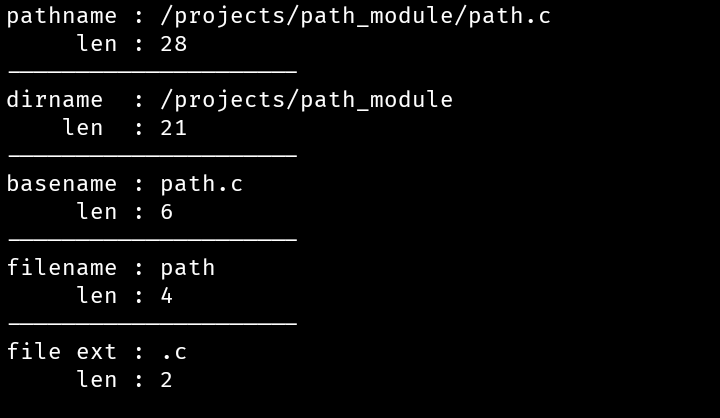 pathname : /projects/path_module/path.c
     len : 28
dirname  : /projects/path_module
    len  : 21
basename : path.c
     len : 6
filename : path
     len : 4
file ext : .c
     len : 2